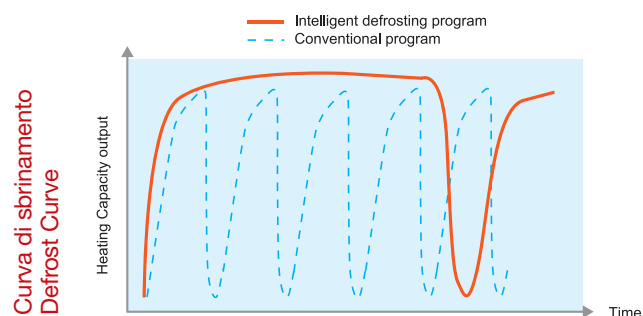 Intelligent defrosting program
Conventional program
Curva di sbrinamento
Defrost Curve
Heating Capacity output
Time